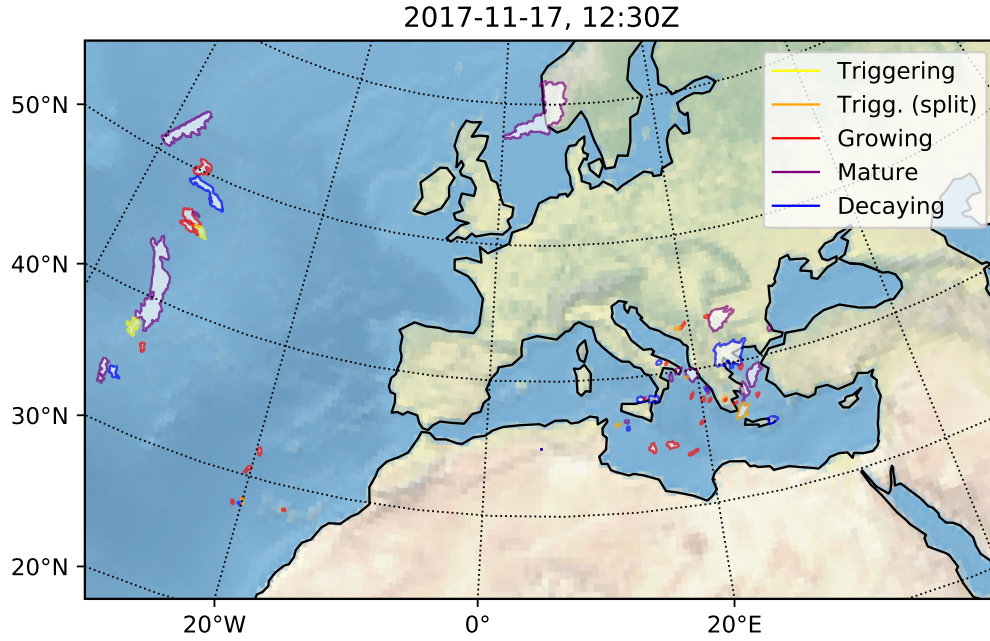 2017-11-17, 12:30Z
Triggering
Trigg. (split)
Growing
Mature
Decaying
50°N
40°N
30°N
20°N
20°W
0°
20°E